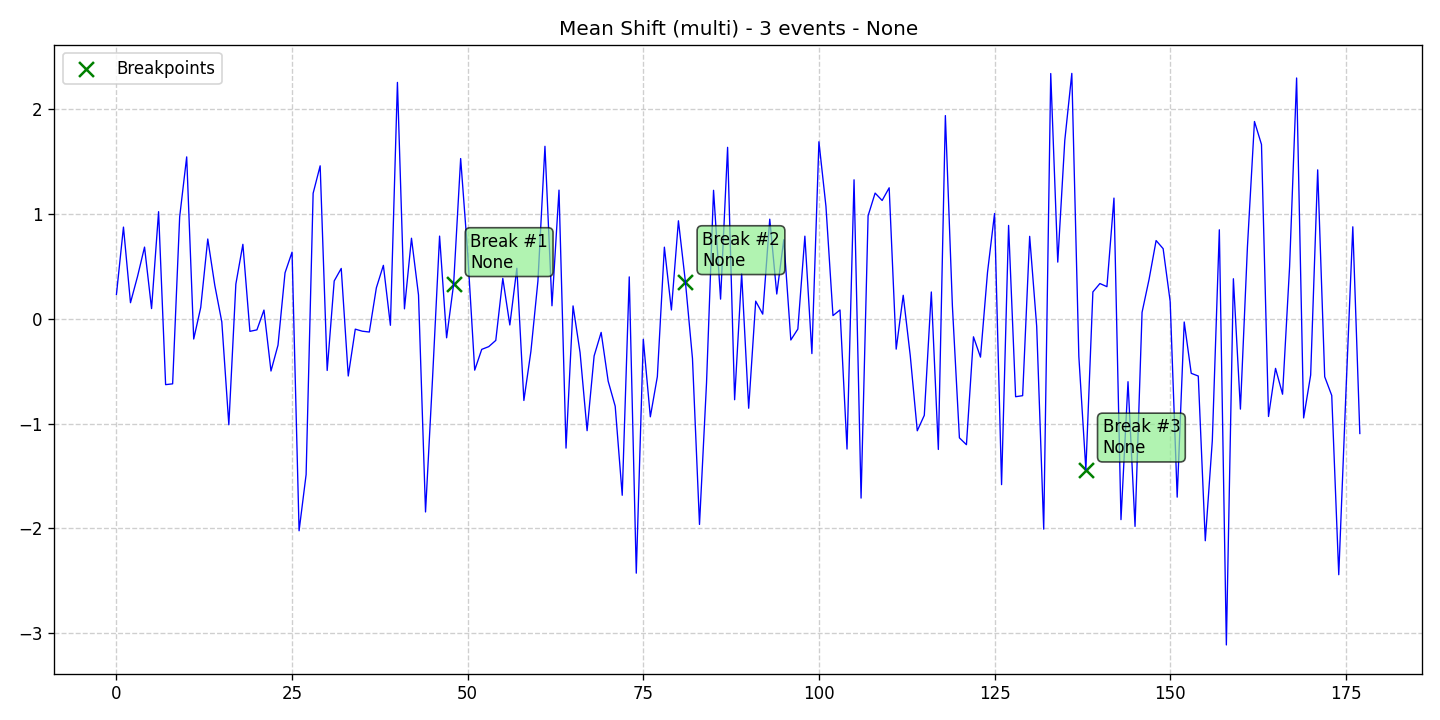 Mean Shift (multi) - 3 events - None
Breakpoints
Break #1
None
Break #2
None
Break #3
None
2
1
0
−1
−2
−3
0
25
50
75
100
125
150
175